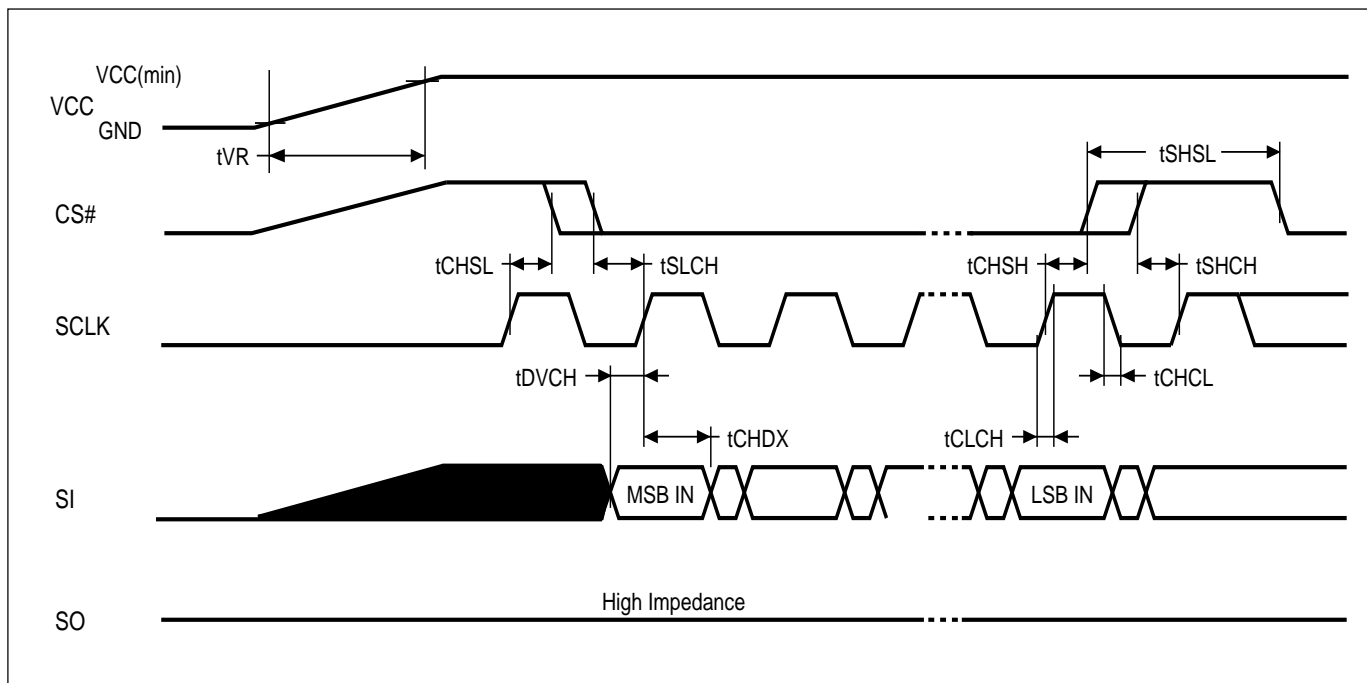 VCC(min)
VCC
GND
tVR
tSHSL
CS#
tCHSL
tSLCH
tCHSH
tSHCH
SCLK
tDVCH
tCHCL
tCHDX
tCLCH
SI
MSB IN
LSB IN
High Impedance
SO